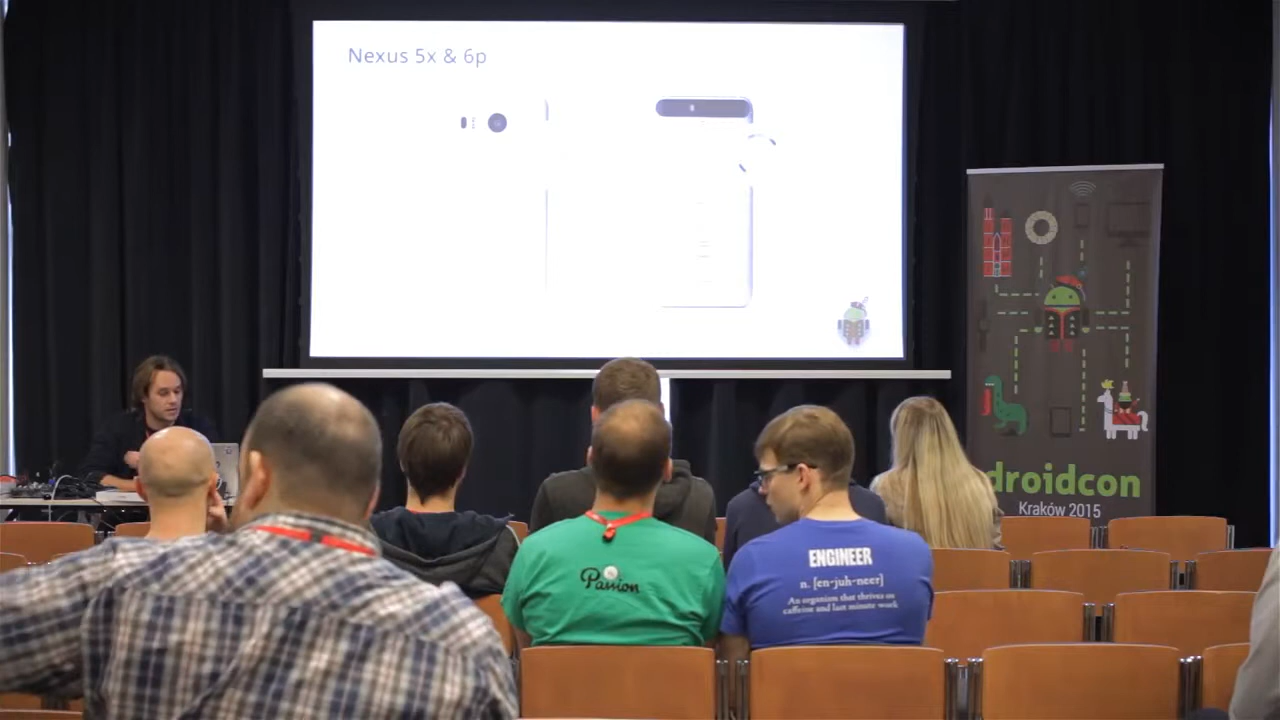 Nexus 5x & 6p
droidcon
Kraków 2015
Passion
ENGINEER
n. [en-juh-neer]
An organism that thrives on
caffeine and last minute work